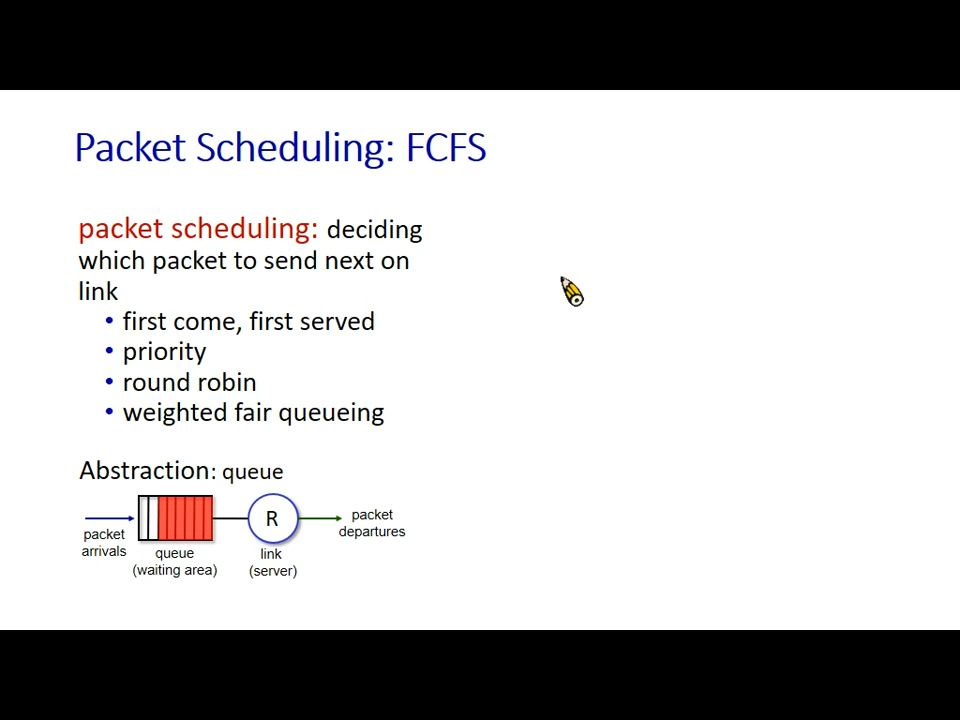 Packet Scheduling: FCFS
packet scheduling: deciding
which packet to send next on
link
• first come, first served
• priority
• round robin
• weighted fair queueing
Abstraction: queue
packet
arrivals
queue
(waiting area)
R
link
(server)
packet
departures